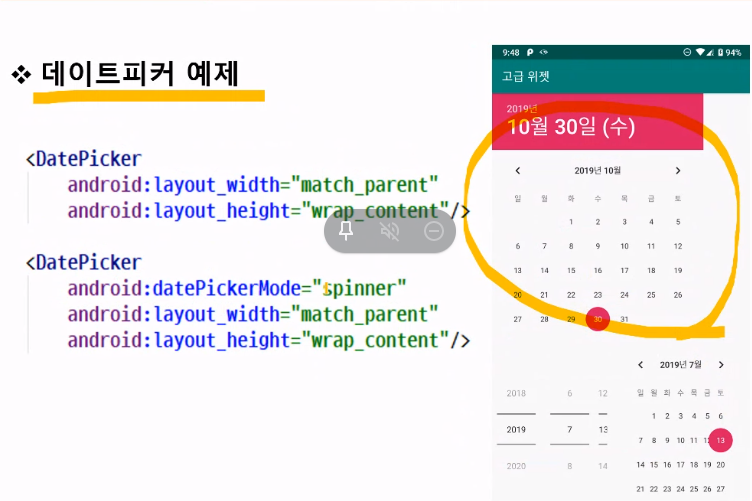 ❖ 데이트피커 예제
<DatePicker
android:layout_width="match_parent"
android:layout_height="wrap_content"/>
<DatePicker
android:datePickerMode="spinner"
android:layout_width="match_parent"
android:layout_height="wrap_content"/>
9:48 94%
고급 위젯
2019년
10월 30일 (수)
2019년 10월
일 월 화 수 목 금 토
1 2 3 4 5
6 7 8 9 10 11 12
13 14 15 16 17 18 19
20 21 22 23 24 25 26
27 28 29 30 31
2018 6 12
2019 7 13
2020 8 14
2019년 7월
일 월 화 수 목 금 토
1 2 3 4 5 6
7 8 9 10 11 13
14 15 16 17 18 19 20
21 22 23 24 25 26 27